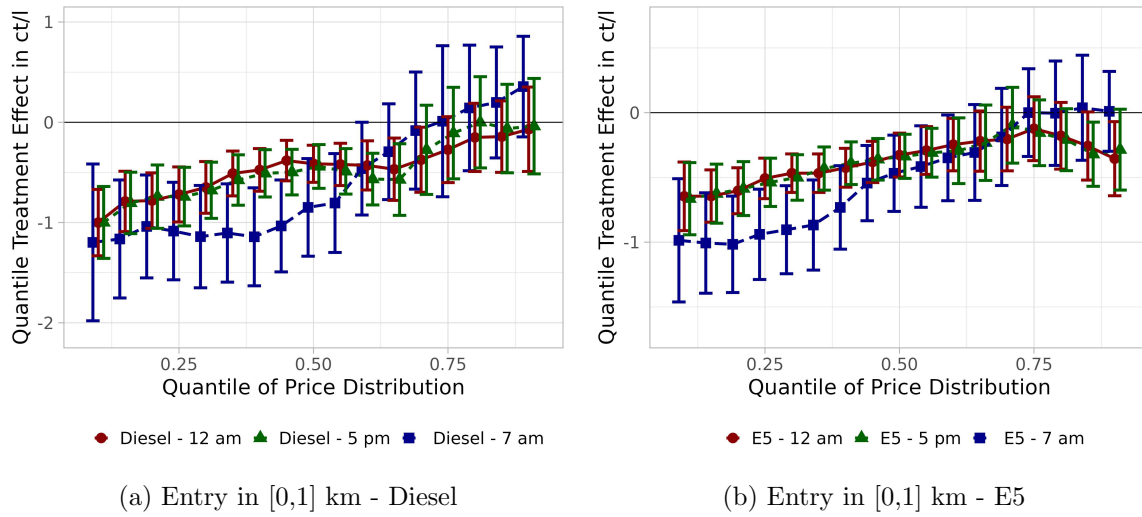 Quantile Treatment Effect in ct/l
1
0
-1
-2
0.25 0.50 0.75
Quantile of Price Distribution
Diesel - 12 am Diesel - 5 pm Diesel - 7 am
(a) Entry in [0,1] km - Diesel
Quantile Treatment Effect in ct/l
0
-1
0.25 0.50 0.75
Quantile of Price Distribution
E5 - 12 am E5 - 5 pm E5 - 7 am
(b) Entry in [0,1] km - E5